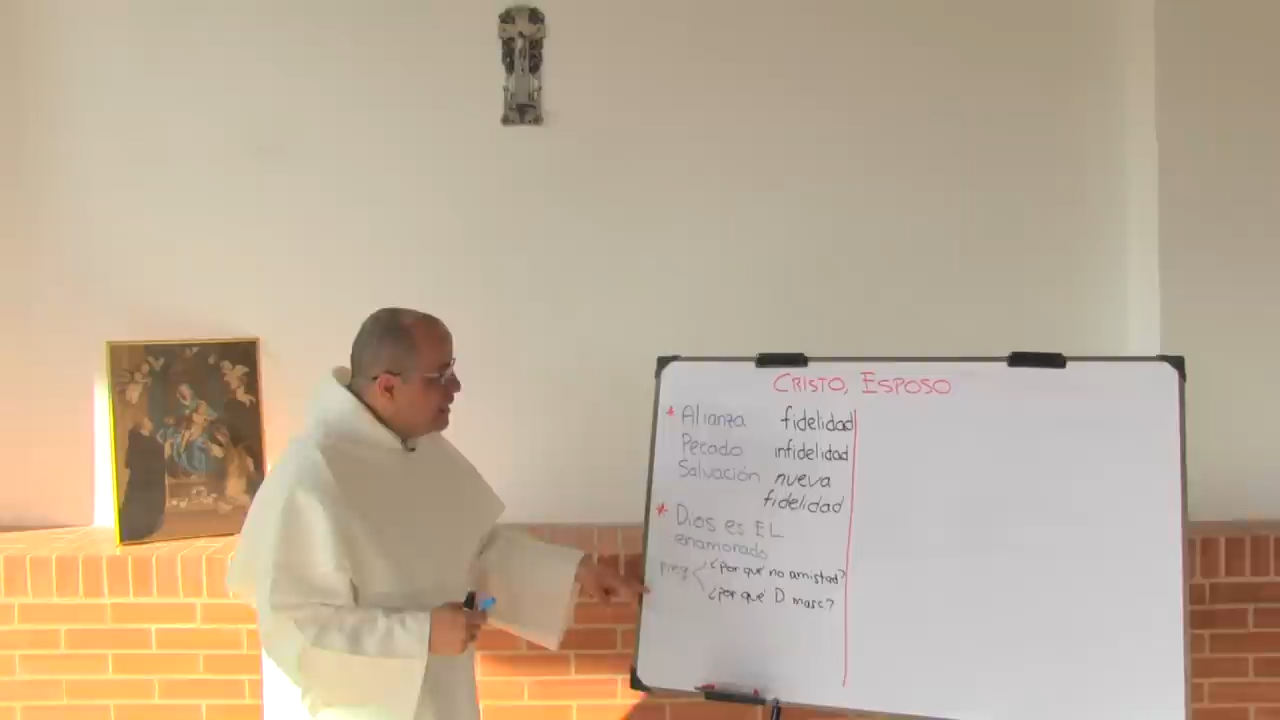 CRISTO, ESPOSO
* Alianza fidelidad
Pecado infidelidad
Salvación nueva
fidelidad
* Dios es EL
enamorado
preg ¿Por qué no amistad?
¿por qué D masc?